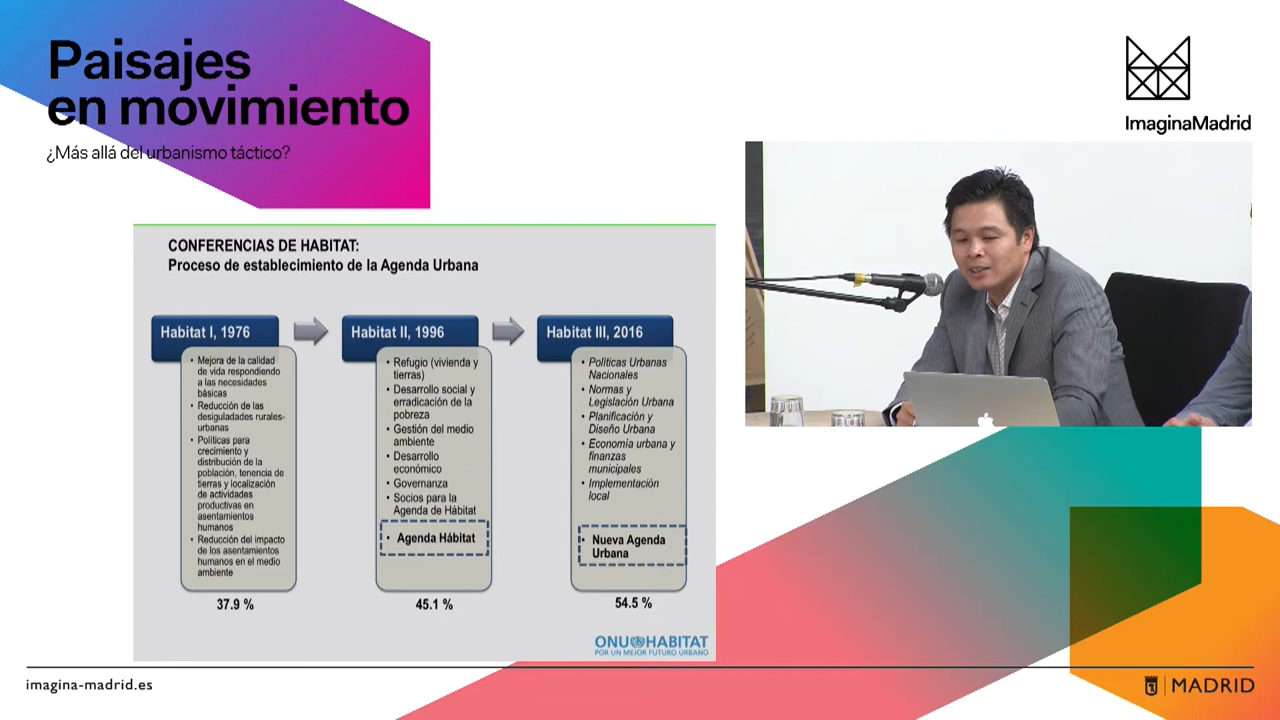 Paisajes
en movimiento
¿Más allá del urbanismo táctico?
ImaginaMadrid
CONFERENCIAS DE HABITAT:
Proceso de establecimiento de la Agenda Urbana
Habitat I, 1976
• Mejora de la calidad
de vida respondiendo
a las necesidades
básicas
• Reducción de las
desiguladades rurales-
urbanas
• Políticas para
crecimiento y
distribución de la
población, tenencia de
tierras y localización
de actividades
productivas en
asentamientos
humanos
• Reducción del impacto
de los asentamientos
humanos en el medio
ambiente
37.9 %
Habitat II, 1996
• Refugio (vivienda y
tierras)
• Desarrollo social y
erradicación de la
pobreza
• Gestión del medio
ambiente
• Desarrollo
económico
• Governanza
• Socios para la
Agenda de Hábitat
• Agenda Hábitat
45.1 %
Habitat III, 2016
• Políticas Urbanas
Nacionales
• Normas y
Legislación Urbana
• Planificación y
Diseño Urbana
• Economía urbana y
finanzas
municipales
• Implementación
local
• Nueva Agenda
Urbana
54.5 %
ONU HABITAT
POR UN MEJOR FUTURO URBANO
imagina-madrid.es
MADRID